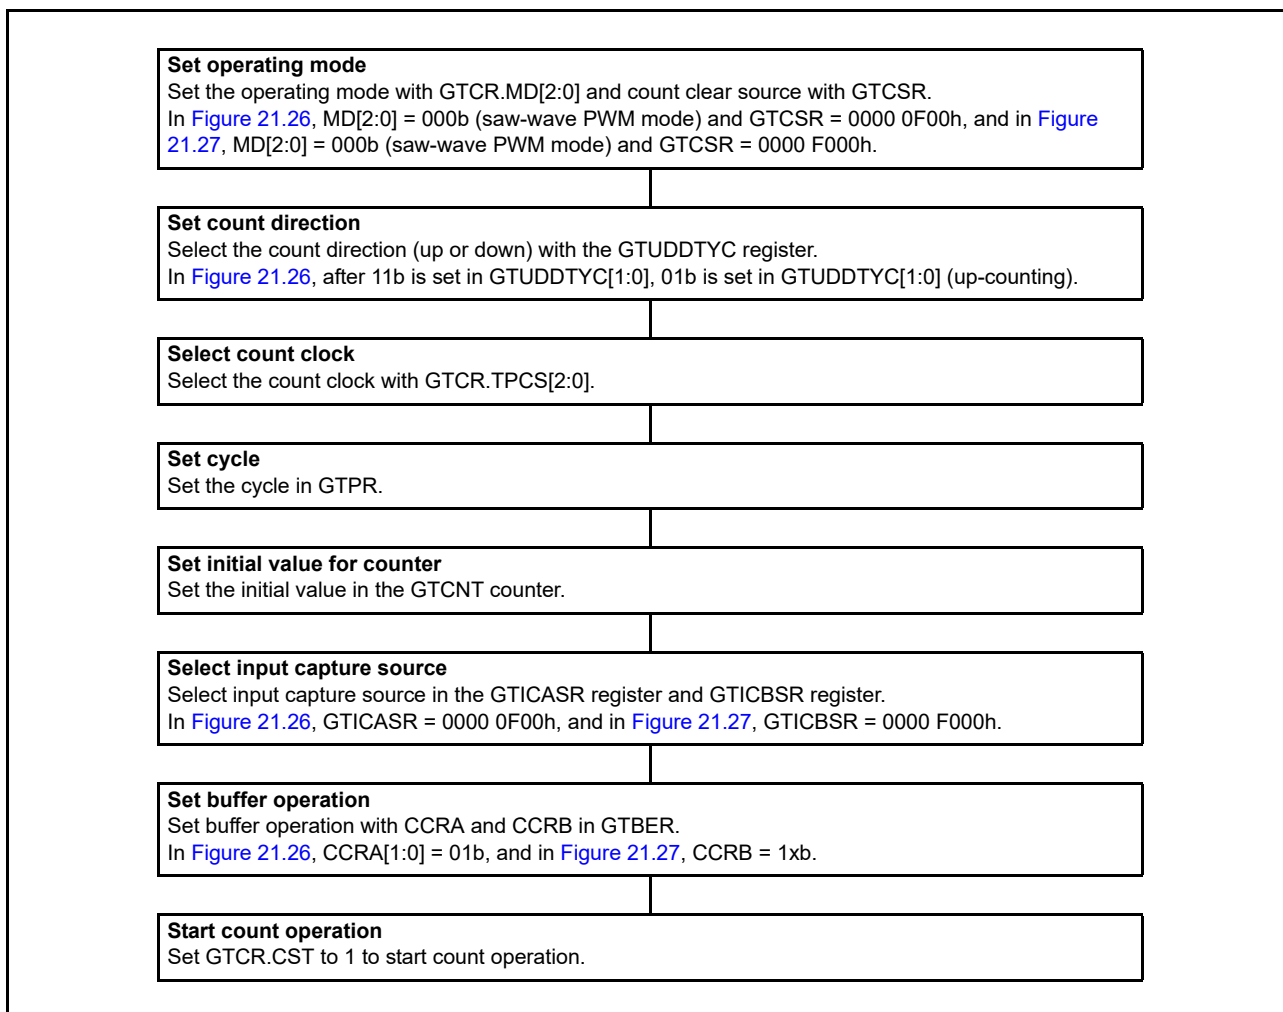 Set operating mode
Set the operating mode with GTCR.MD[2:0] and count clear source with GTCSR.
In Figure 21.26, MD[2:0] = 000b (saw-wave PWM mode) and GTCSR = 0000 0F00h, and in Figure
21.27, MD[2:0] = 000b (saw-wave PWM mode) and GTCSR = 0000 F000h.
Set count direction
Select the count direction (up or down) with the GTUDDTYC register.
In Figure 21.26, after 11b is set in GTUDDTYC[1:0], 01b is set in GTUDDTYC[1:0] (up-counting).
Select count clock
Select the count clock with GTCR.TPCS[2:0].
Set cycle
Set the cycle in GTPR.
Set initial value for counter
Set the initial value in the GTCNT counter.
Select input capture source
Select input capture source in the GTICASR register and GTICBSR register.
In Figure 21.26, GTICASR = 0000 0F00h, and in Figure 21.27, GTICBSR = 0000 F000h.
Set buffer operation
Set buffer operation with CCRA and CCRB in GTBER.
In Figure 21.26, CCRA[1:0] = 01b, and in Figure 21.27, CCRB = 1xb.
Start count operation
Set GTCR.CST to 1 to start count operation.